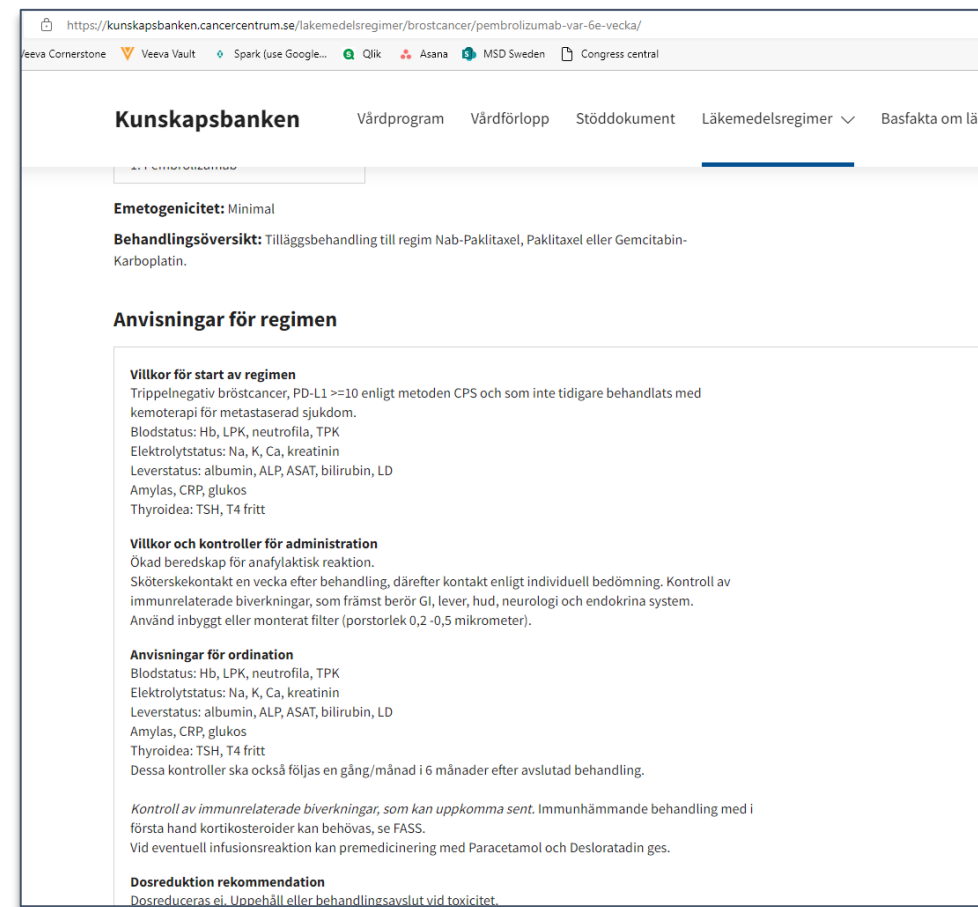 https://kunskapsbanken.cancercentrum.se/lakemedelsregimer/brostcancer/pembrolizumab-var-6e-vecka/
Veeva Cornerstone Veeva Vault Spark (use Google... Qlik Asana MSD Sweden Congress central
Kunskapsbanken Vårdprogram Vårdförlopp Stöddokument Läkemedelsregimer Basfakta om lä
1. Pembrolizumab
Emetogenicitet: Minimal
Behandlingsöversikt: Tilläggsbehandling till regim Nab-Paklitaxel, Paklitaxel eller Gemcitabin-
Karboplatin.
Anvisningar för regimen
Villkor för start av regimen
Trippelnegativ bröstcancer, PD-L1 >=10 enligt metoden CPS och som inte tidigare behandlats med
kemoterapi för metastaserad sjukdom.
Blodstatus: Hb, LPK, neutrofila, TPK
Elektrolytstatus: Na, K, Ca, kreatinin
Leverstatus: albumin, ALP, ASAT, bilirubin, LD
Amylas, CRP, glukos
Thyroidea: TSH, T4 fritt
Villkor och kontroller för administration
Ökad beredskap för anafylaktisk reaktion.
Sköterskekontakt en vecka efter behandling, därefter kontakt enligt individuell bedömning. Kontroll av
immunrelaterade biverkningar, som främst berör GI, lever, hud, neurologi och endokrina system.
Använd inbyggt eller monterat filter (porstorlek 0,2 -0,5 mikrometer).
Anvisningar för ordination
Blodstatus: Hb, LPK, neutrofila, TPK
Elektrolytstatus: Na, K, Ca, kreatinin
Leverstatus: albumin, ALP, ASAT, bilirubin, LD
Amylas, CRP, glukos
Thyroidea: TSH, T4 fritt
Dessa kontroller ska också följas en gång/månad i 6 månader efter avslutad behandling.
Kontroll av immunrelaterade biverkningar, som kan uppkomma sent. Immunhämmande behandling med i
första hand kortikosteroider kan behövas, se FASS.
Vid eventuell infusionsreaktion kan premedicinering med Paracetamol och Desloratadin ges.
Dosreduktion rekommendation
Dosreduceras ej. Uppehåll eller behandlingsavslut vid toxicitet.